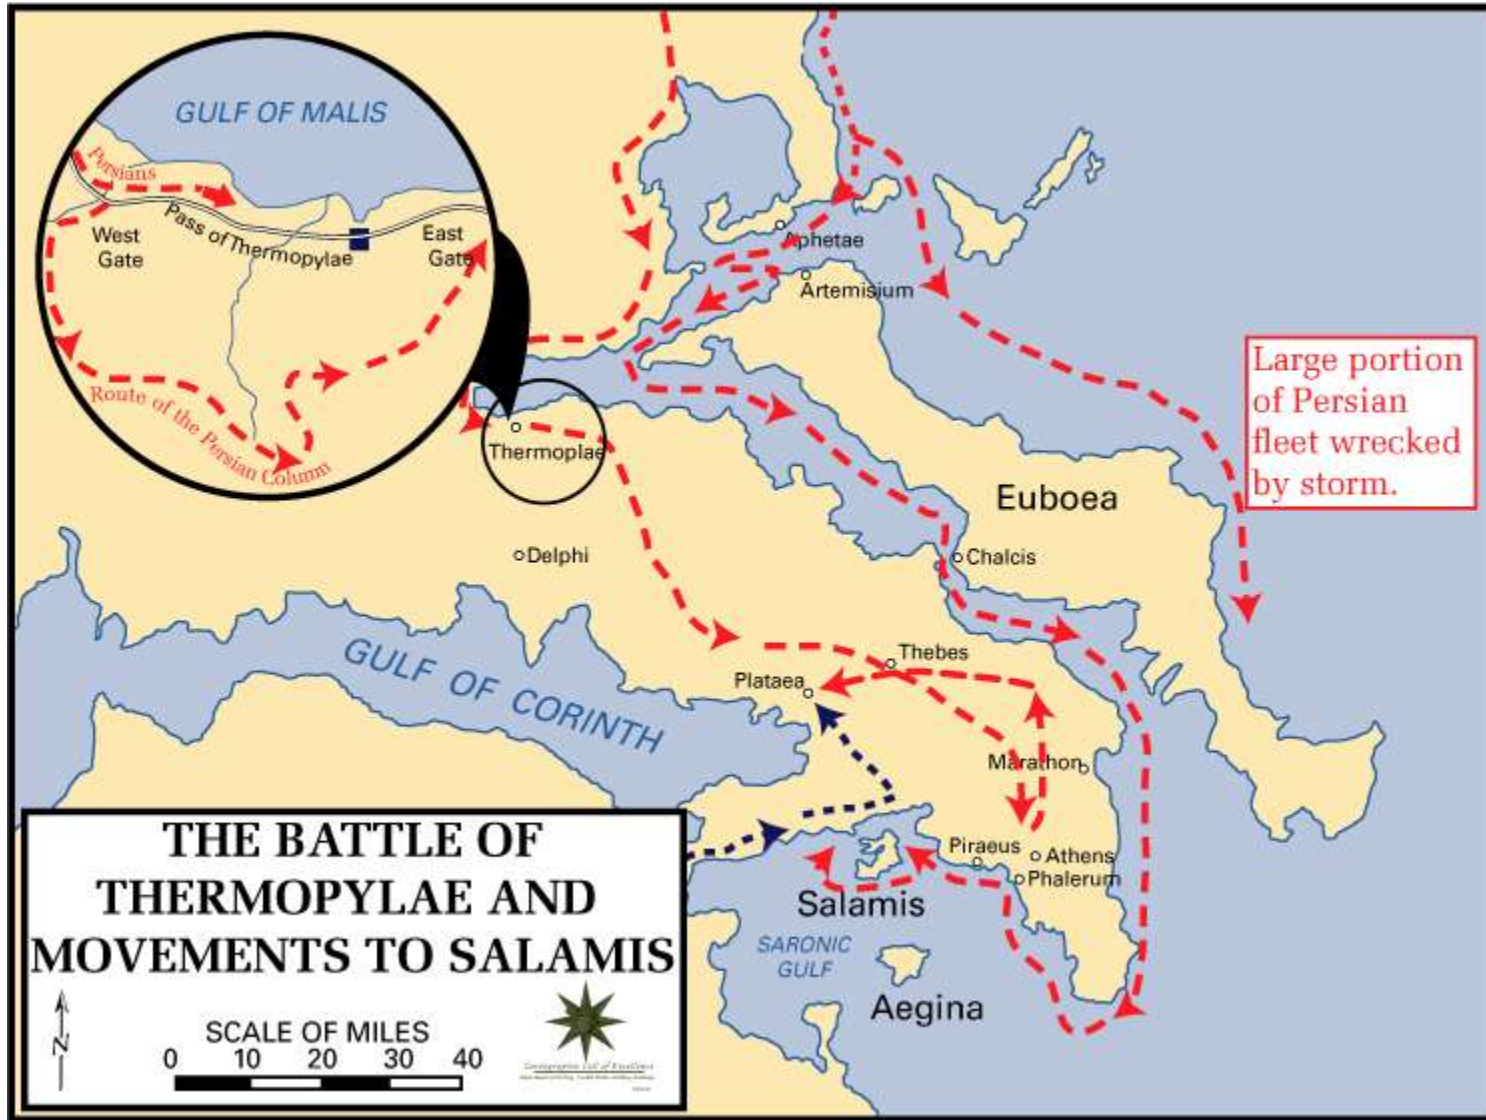 GULF OF MALIS
Persians
West
Gate
Pass of Thermopylae
East
Gate
Route of the Persian Column
Aphetae
Artemisium
Large portion
of Persian
fleet wrecked
by storm.
Thermoplae
Euboea
Delphi
Chalcis
GULF OF CORINTH
Thebes
Plataea
Marathon
Piraeus
Athens
Phalerum
Salamis
SARONIC
GULF
Aegina
THE BATTLE OF
THERMOPYLAE AND
MOVEMENTS TO SALAMIS
N
SCALE OF MILES
0 10 20 30 40